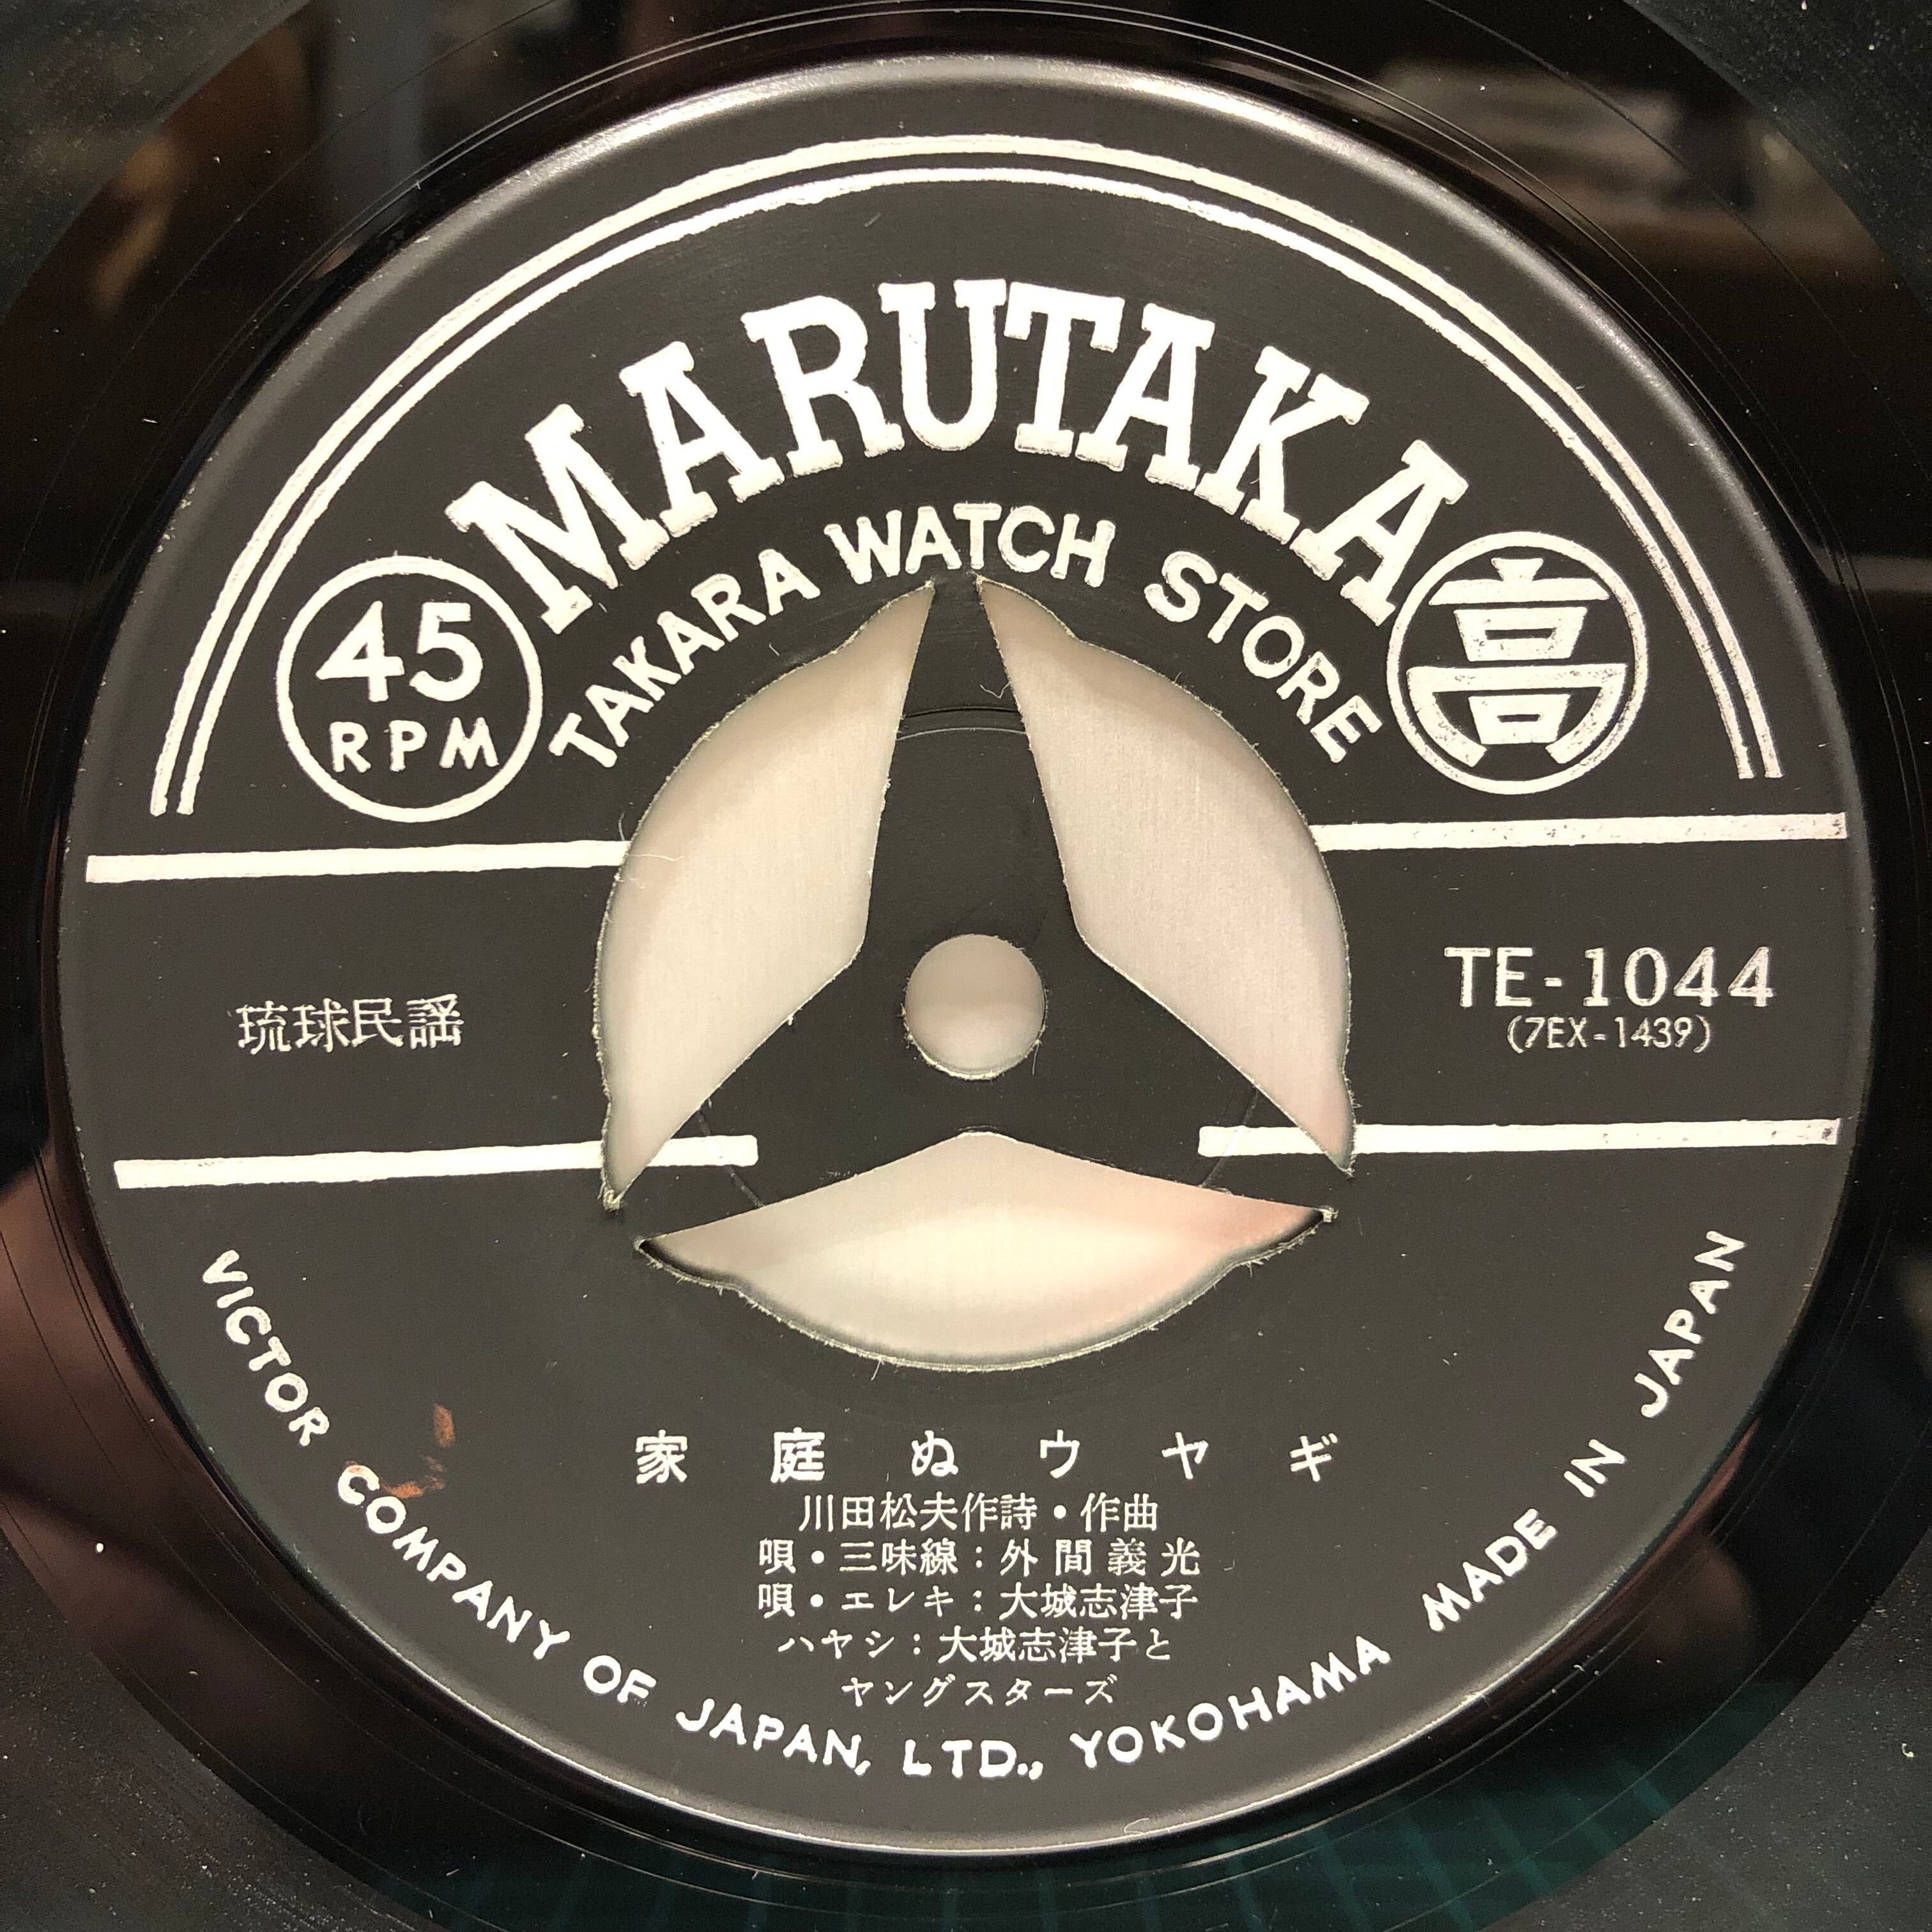 MARUTAKA
TAKARA WATCH STORE
45
RPM
高
琉球民謡
TE-1044
(7EX-1439)
家庭ぬウヤギ
川田松夫作詩・作曲
唄・三味線：外間義光
唄・エレキ：大城志津子
ハヤシ：大城志津子と
ヤングスターズ
VICTOR COMPANY OF JAPAN, LTD., YOKOHAMA MADE IN JAPAN